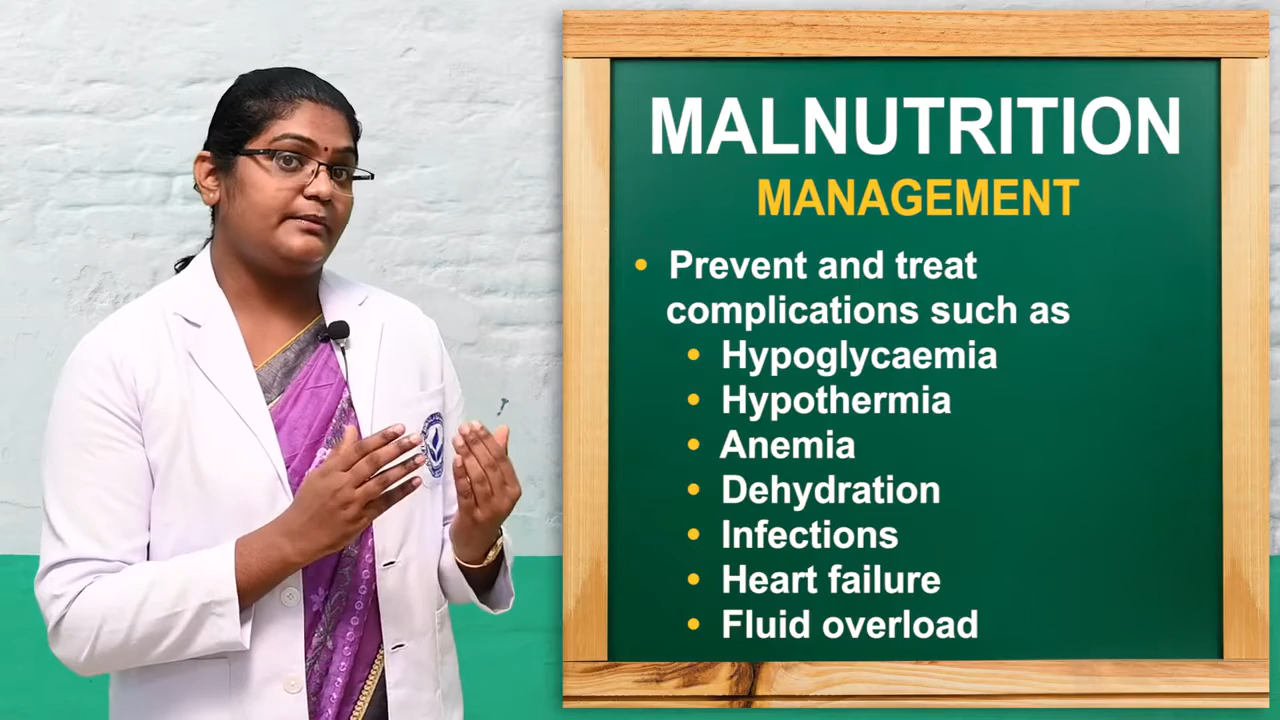 MALNUTRITION
MANAGEMENT
• Prevent and treat
complications such as
• Hypoglycaemia
• Hypothermia
• Anemia
• Dehydration
• Infections
• Heart failure
• Fluid overload